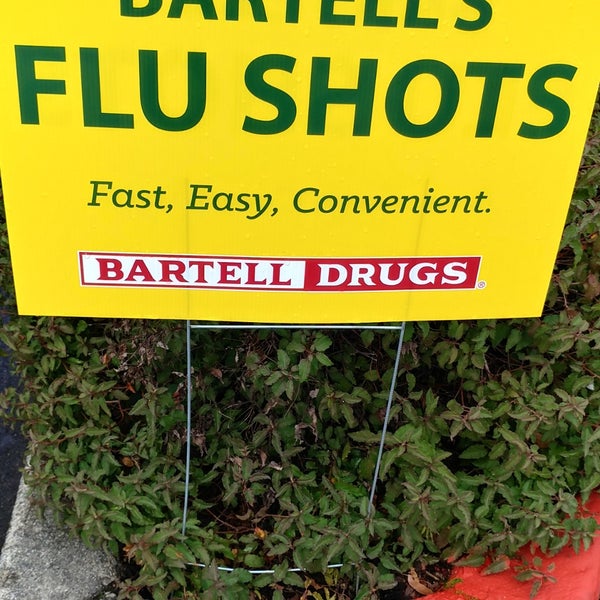 BARTELL'S
FLU SHOTS
Fast, Easy, Convenient.
BARTELL DRUGS®